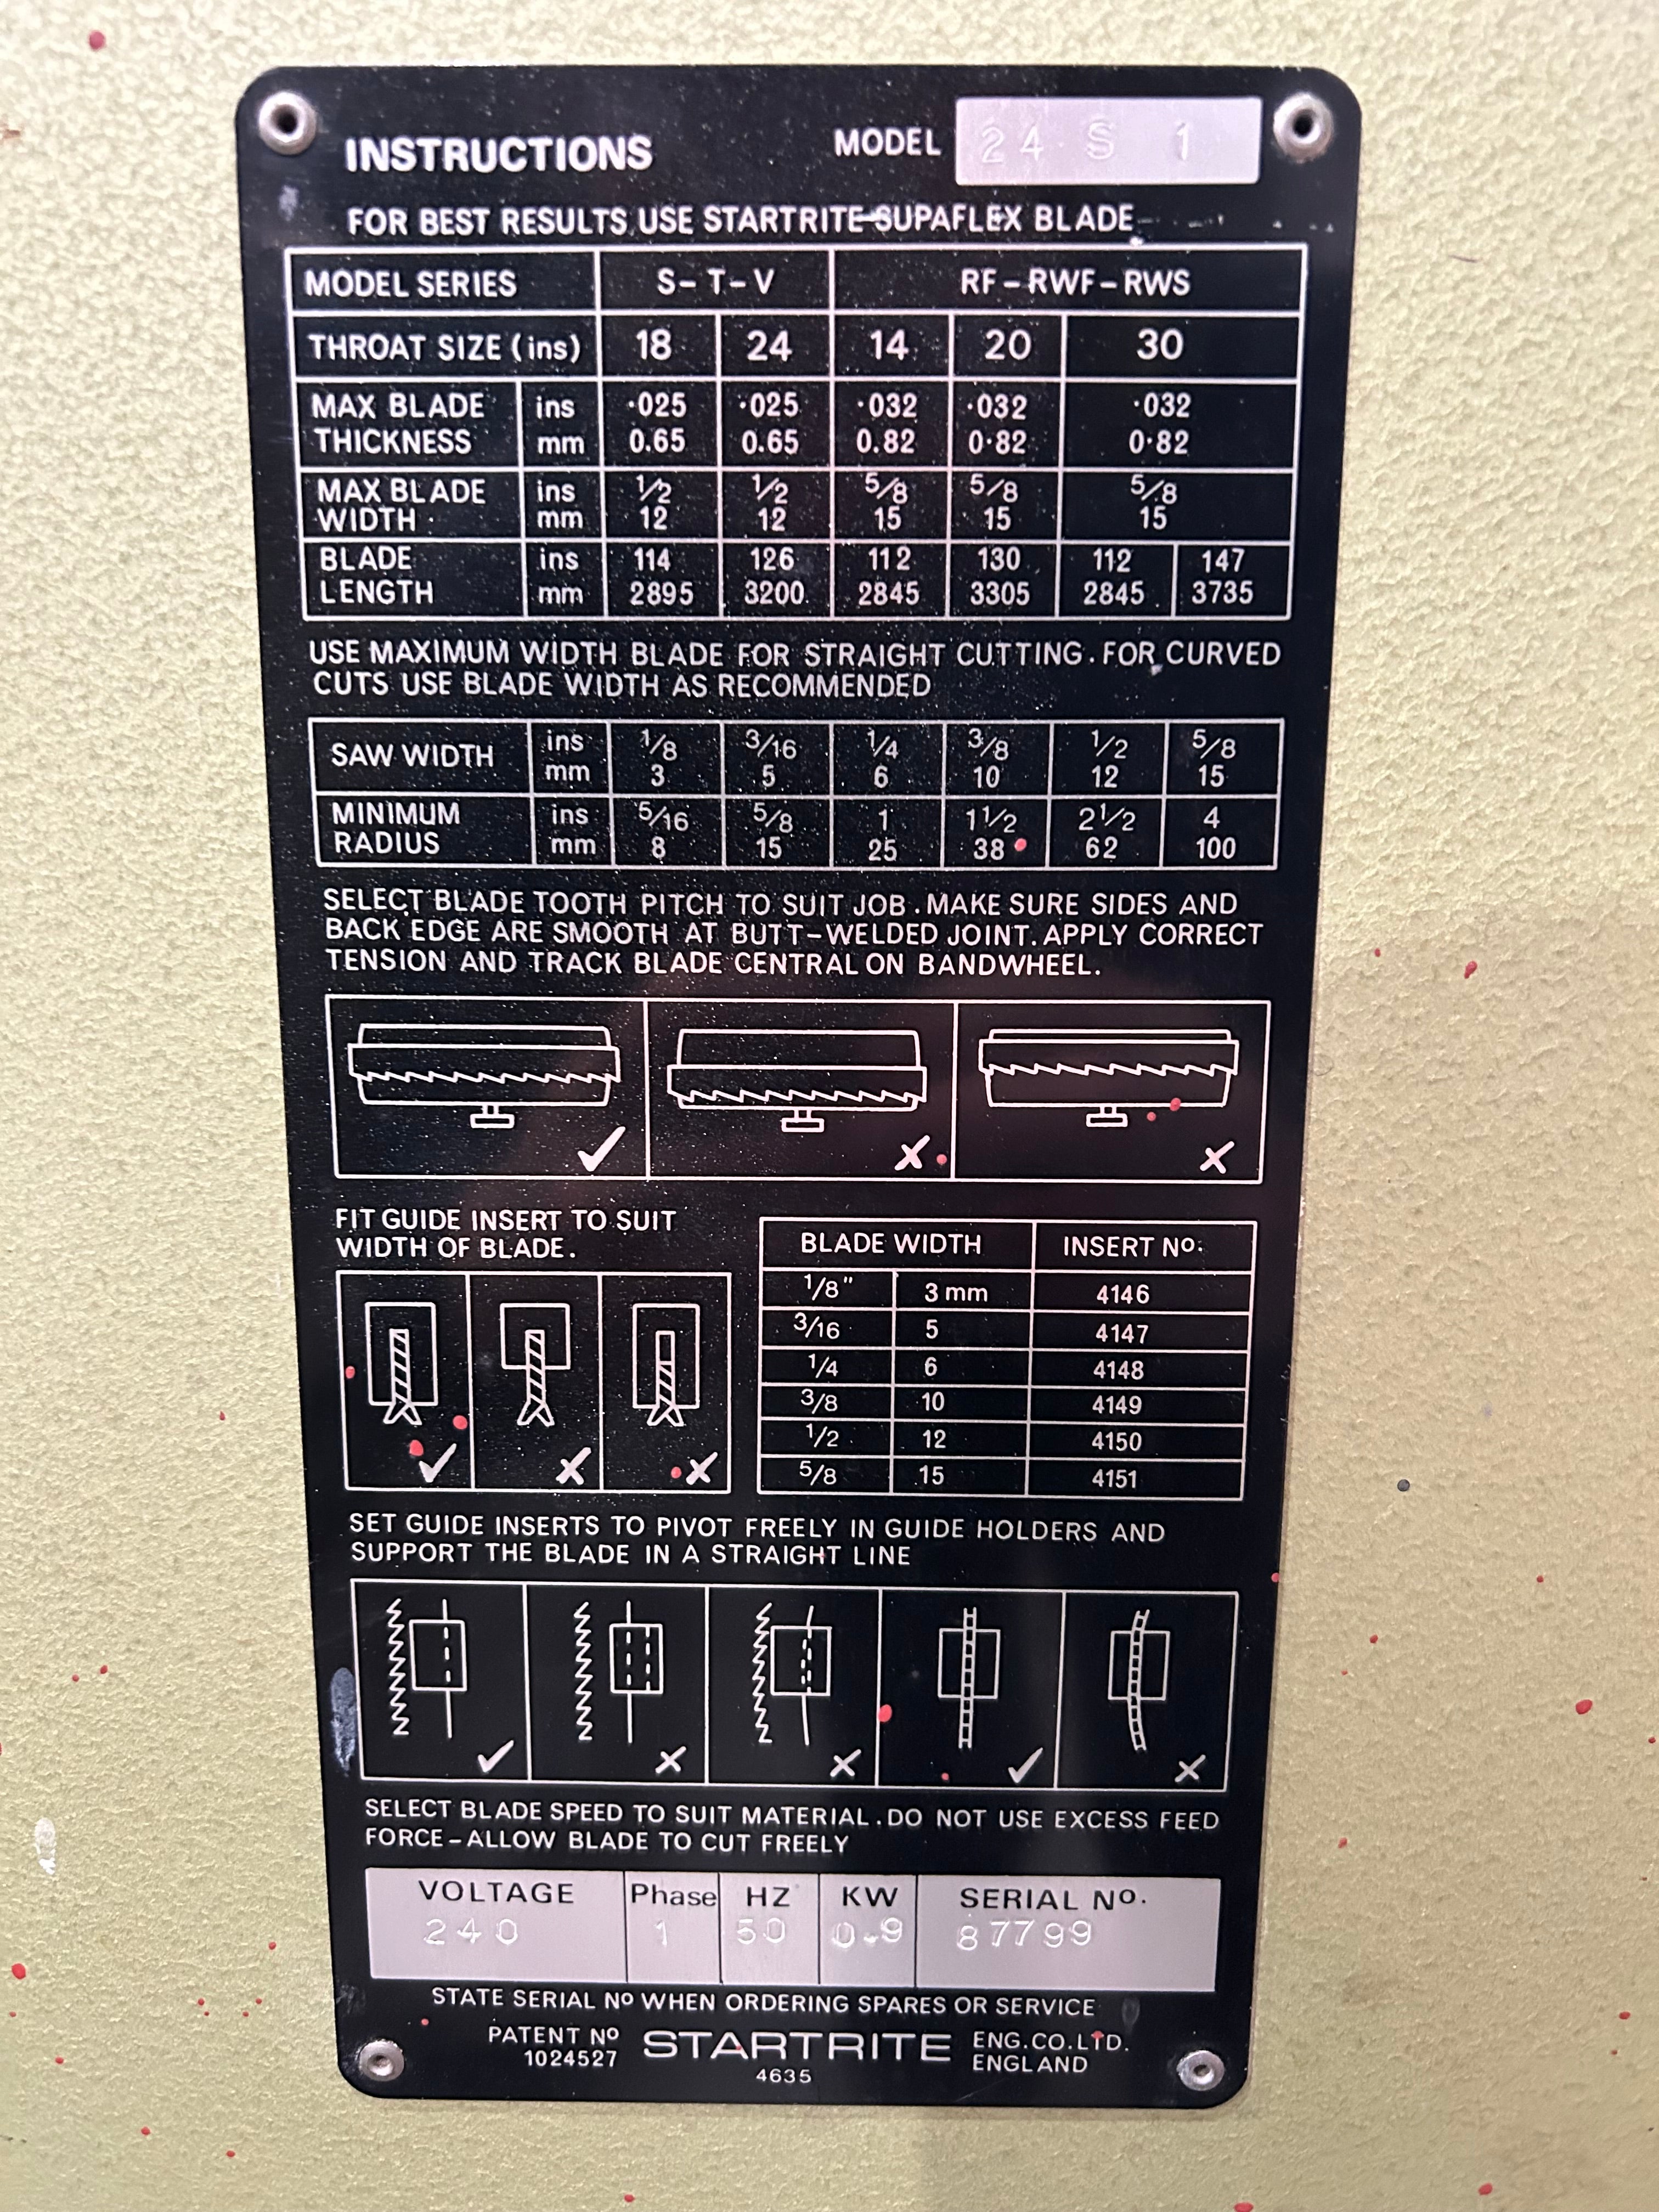 INSTRUCTIONS MODEL 24 S 1
FOR BEST RESULTS USE STARTRITE-SUPAFLEX BLADE
MODEL SERIES S-T-V RF-RWF-RWS
THROAT SIZE (ins) 18 24 14 20 30
MAX BLADE ins ·025 ·025 ·032 ·032 ·032
THICKNESS mm 0.65 0.65 0.82 0·82 0·82
MAX BLADE ins 1/2 1/2 5/8 5/8 5/8
WIDTH mm 12 12 15 15 15
BLADE ins 114 126 112 130 112 147
LENGTH mm 2895 3200 2845 3305 2845 3735
USE MAXIMUM WIDTH BLADE FOR STRAIGHT CUTTING. FOR CURVED
CUTS USE BLADE WIDTH AS RECOMMENDED
SAW WIDTH ins 1/8 3/16 1/4 3/8 1/2 5/8
mm 3 5 6 10 12 15
MINIMUM ins 5/16 5/8 1 1 1/2 2 1/2 4
RADIUS mm 8 15 25 38 62 100
SELECT BLADE TOOTH PITCH TO SUIT JOB. MAKE SURE SIDES AND
BACK EDGE ARE SMOOTH AT BUTT-WELDED JOINT. APPLY CORRECT
TENSION AND TRACK BLADE CENTRAL ON BANDWHEEL.
FIT GUIDE INSERT TO SUIT
WIDTH OF BLADE.
BLADE WIDTH INSERT No.
1/8" 3 mm 4146
3/16 5 4147
1/4 6 4148
3/8 10 4149
1/2 12 4150
5/8 15 4151
SET GUIDE INSERTS TO PIVOT FREELY IN GUIDE HOLDERS AND
SUPPORT THE BLADE IN A STRAIGHT LINE
SELECT BLADE SPEED TO SUIT MATERIAL. DO NOT USE EXCESS FEED
FORCE-ALLOW BLADE TO CUT FREELY
VOLTAGE Phase HZ KW SERIAL No.
240 1 50 0.9 87799
STATE SERIAL No WHEN ORDERING SPARES OR SERVICE
PATENT No
1024527
STARTRITE
4635
ENG.CO.LTD.
ENGLAND